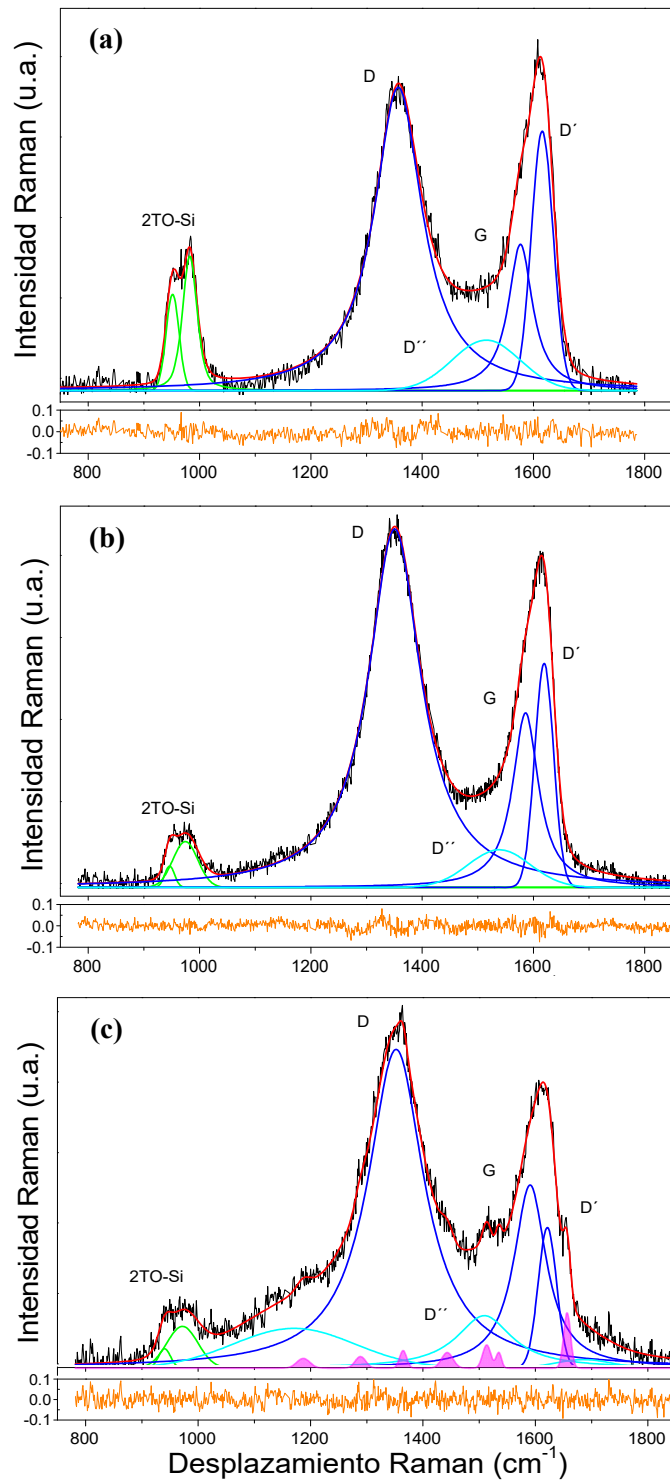 (a)
D
D´
2TO-Si
G
D´´
Intensidad Raman (u.a.)
0.1
0.0
-0.1
800 1000 1200 1400 1600 1800
(b)
D
D´
G
2TO-Si
D´´
Intensidad Raman (u.a.)
0.1
0.0
-0.1
800 1000 1200 1400 1600 1800
(c)
D
G
D´
2TO-Si
D´´
Intensidad Raman (u.a.)
0.1
0.0
-0.1
800 1000 1200 1400 1600 1800
Desplazamiento Raman (cm⁻¹)